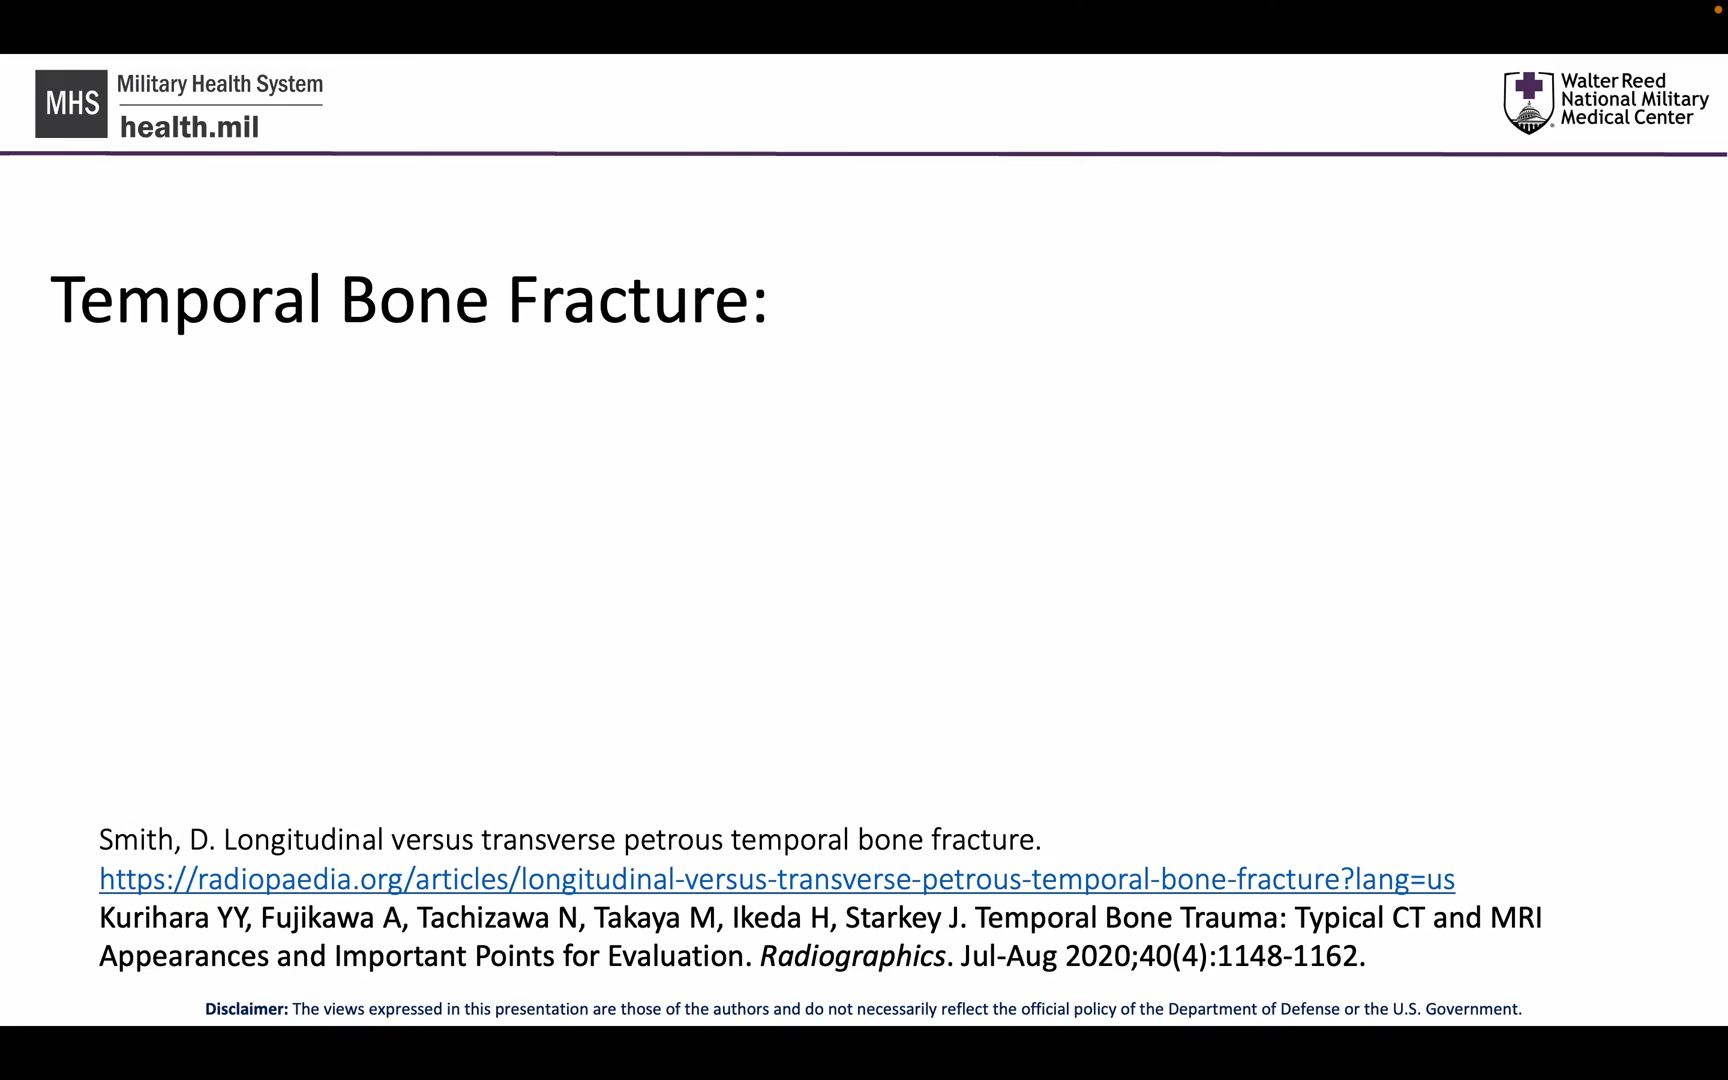 MHS
Military Health System
health.mil
Walter Reed
National Military
Medical Center
Temporal Bone Fracture:
Smith, D. Longitudinal versus transverse petrous temporal bone fracture.
https://radiopaedia.org/articles/longitudinal-versus-transverse-petrous-temporal-bone-fracture?lang=us
Kurihara YY, Fujikawa A, Tachizawa N, Takaya M, Ikeda H, Starkey J. Temporal Bone Trauma: Typical CT and MRI
Appearances and Important Points for Evaluation. Radiographics. Jul-Aug 2020;40(4):1148-1162.
Disclaimer: The views expressed in this presentation are those of the authors and do not necessarily reflect the official policy of the Department of Defense or the U.S. Government.